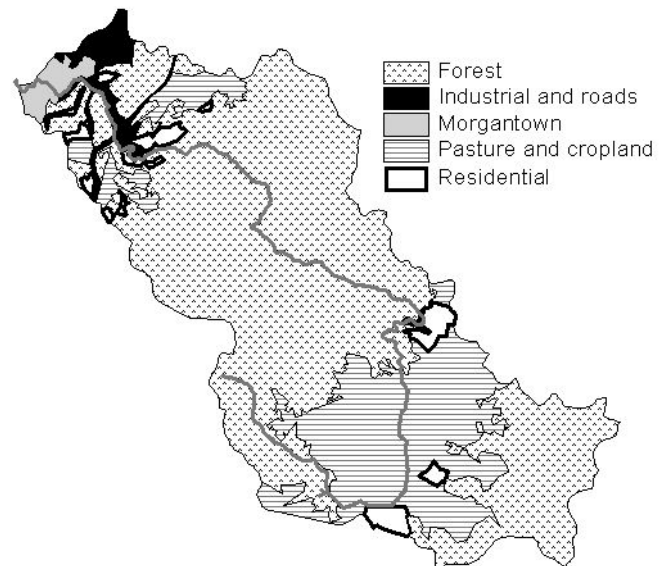 Forest
Industrial and roads
Morgantown
Pasture and cropland
Residential